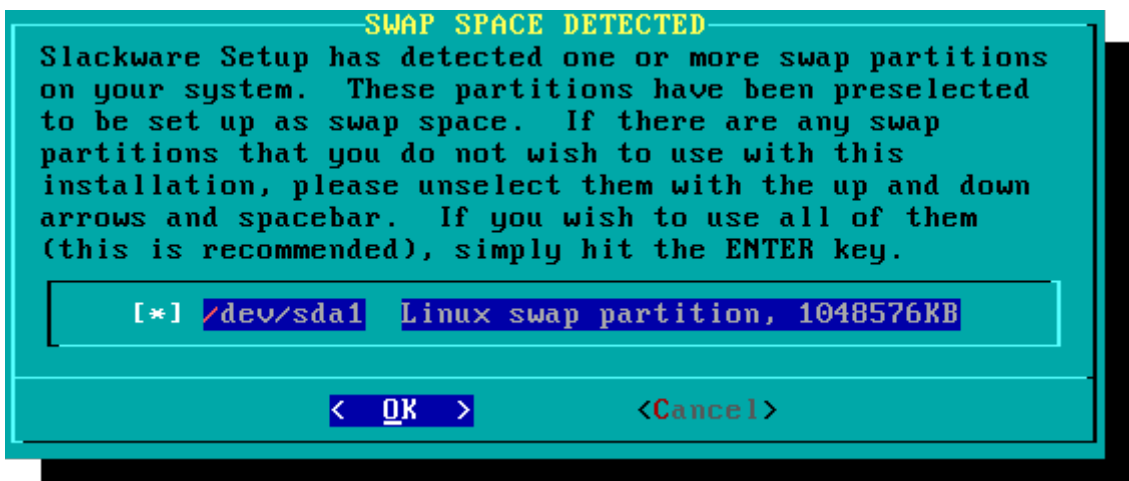 SWAP SPACE DETECTED
Slackware Setup has detected one or more swap partitions
on your system.  These partitions have been preselected
to be set up as swap space.  If there are any swap
partitions that you do not wish to use with this
installation, please unselect them with the up and down
arrows and spacebar.  If you wish to use all of them
(this is recommended), simply hit the ENTER key.
[*] /dev/sda1  Linux swap partition, 1048576KB
<  OK  > <Cancel>